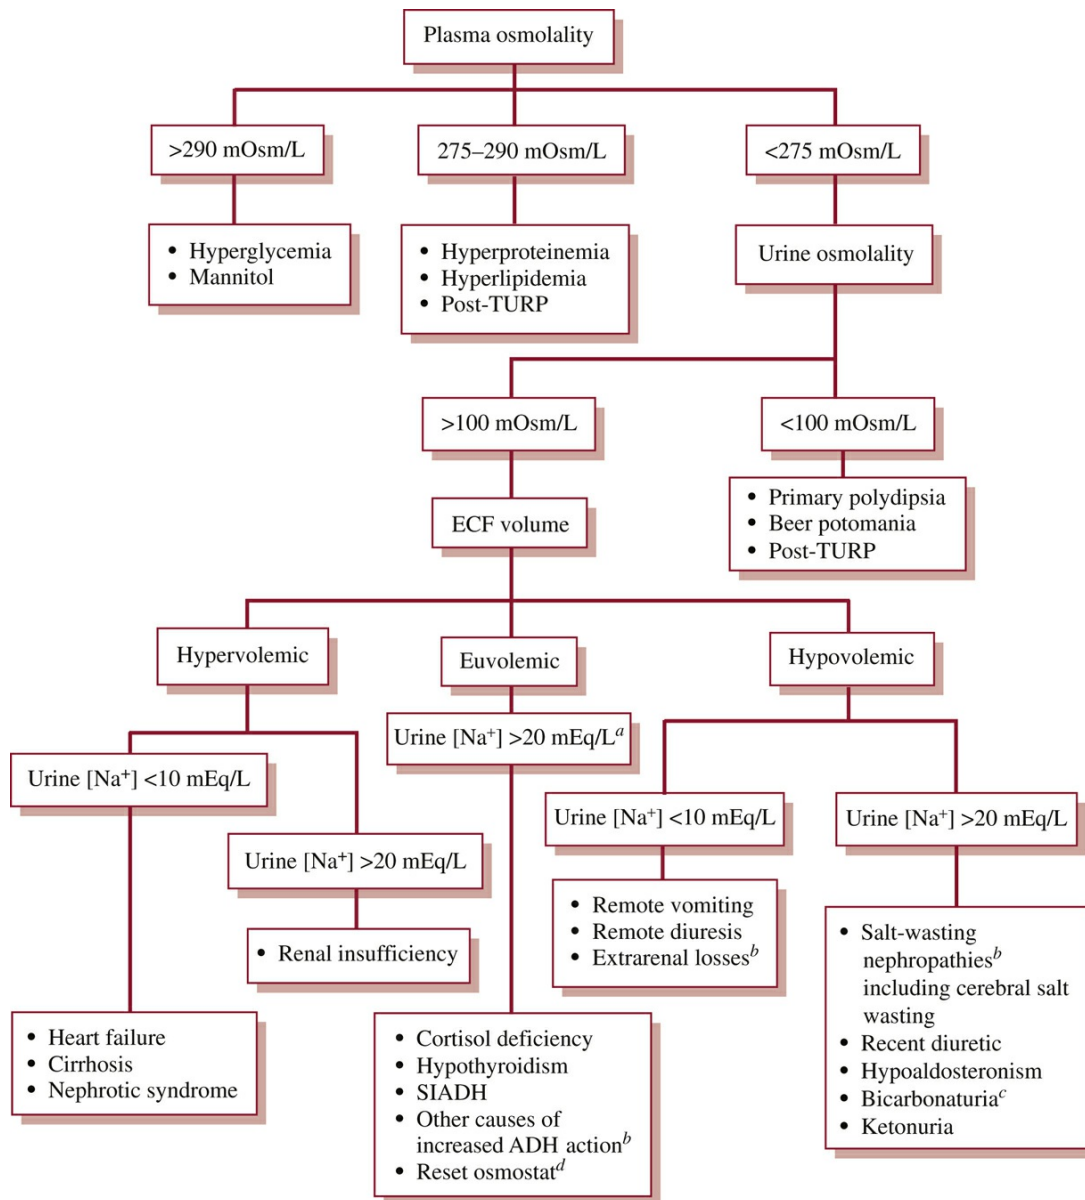 Plasma osmolality
>290 mOsm/L
275–290 mOsm/L
<275 mOsm/L
• Hyperglycemia
• Mannitol
• Hyperproteinemia
• Hyperlipidemia
• Post-TURP
Urine osmolality
>100 mOsm/L
<100 mOsm/L
• Primary polydipsia
• Beer potomania
• Post-TURP
ECF volume
Hypervolemic
Euvolemic
Hypovolemic
Urine [Na⁺] <10 mEq/L
Urine [Na⁺] >20 mEq/L
Urine [Na⁺] >20 mEq/Lᵃ
Urine [Na⁺] <10 mEq/L
Urine [Na⁺] >20 mEq/L
• Renal insufficiency
• Remote vomiting
• Remote diuresis
• Extrarenal lossesᵇ
• Salt-wasting
nephropathiesᵇ
including cerebral salt
wasting
• Recent diuretic
• Hypoaldosteronism
• Bicarbonaturiaᶜ
• Ketonuria
• Heart failure
• Cirrhosis
• Nephrotic syndrome
• Cortisol deficiency
• Hypothyroidism
• SIADH
• Other causes of
increased ADH actionᵇ
• Reset osmostatᵈ